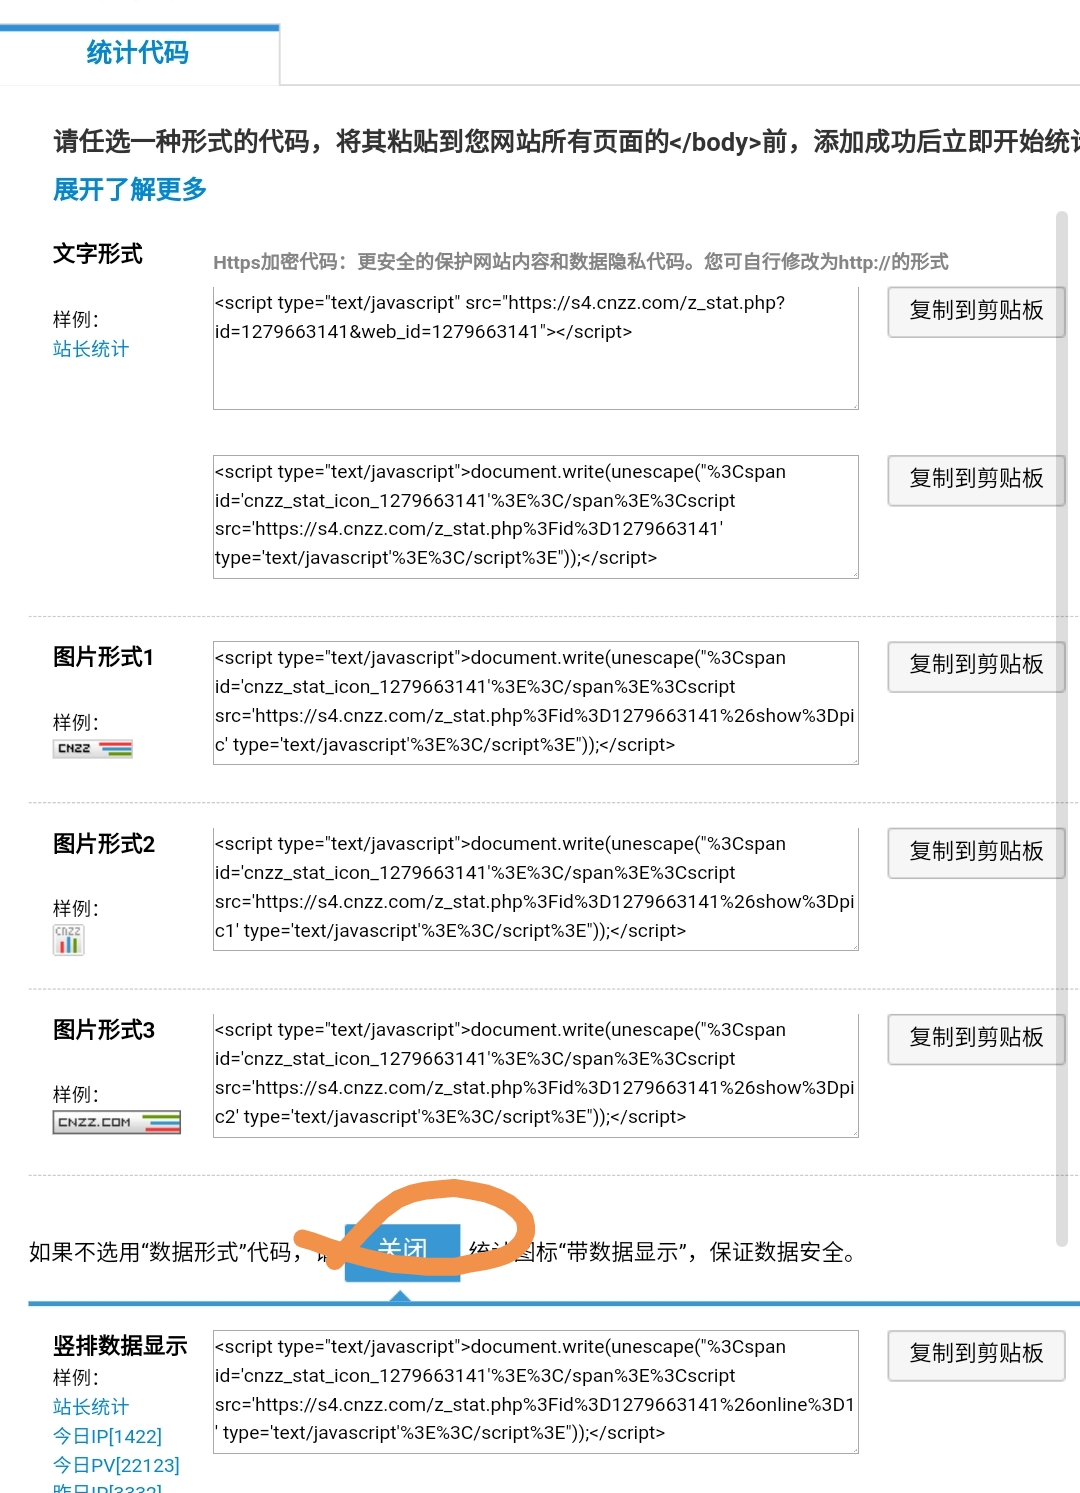 统计代码
请任选一种形式的代码，将其粘贴到您网站所有页面的</body>前，添加成功后立即开始统计
展开了解更多
文字形式
Https加密代码：更安全的保护网站内容和数据隐私代码。您可自行修改为http://的形式
样例：
站长统计
<script type="text/javascript" src="https://s4.cnzz.com/z_stat.php?
id=1279663141&web_id=1279663141"></script>
复制到剪贴板
<script type="text/javascript">document.write(unescape("%3Cspan
id='cnzz_stat_icon_1279663141'%3E%3C/span%3E%3Cscript
src='https://s4.cnzz.com/z_stat.php%3Fid%3D1279663141'
type='text/javascript'%3E%3C/script%3E"));</script>
复制到剪贴板
图片形式1
样例：
CNZZ
<script type="text/javascript">document.write(unescape("%3Cspan
id='cnzz_stat_icon_1279663141'%3E%3C/span%3E%3Cscript
src='https://s4.cnzz.com/z_stat.php%3Fid%3D1279663141%26show%3Dpi
c' type='text/javascript'%3E%3C/script%3E"));</script>
复制到剪贴板
图片形式2
样例：
CNZZ
<script type="text/javascript">document.write(unescape("%3Cspan
id='cnzz_stat_icon_1279663141'%3E%3C/span%3E%3Cscript
src='https://s4.cnzz.com/z_stat.php%3Fid%3D1279663141%26show%3Dpi
c1' type='text/javascript'%3E%3C/script%3E"));</script>
复制到剪贴板
图片形式3
样例：
CNZZ.COM
<script type="text/javascript">document.write(unescape("%3Cspan
id='cnzz_stat_icon_1279663141'%3E%3C/span%3E%3Cscript
src='https://s4.cnzz.com/z_stat.php%3Fid%3D1279663141%26show%3Dpi
c2' type='text/javascript'%3E%3C/script%3E"));</script>
复制到剪贴板
如果不选用“数据形式”代码，请 关闭 统计图标“带数据显示”，保证数据安全。
竖排数据显示
样例：
站长统计
今日IP[1422]
今日PV[22123]
昨日IP[3332]
<script type="text/javascript">document.write(unescape("%3Cspan
id='cnzz_stat_icon_1279663141'%3E%3C/span%3E%3Cscript
src='https://s4.cnzz.com/z_stat.php%3Fid%3D1279663141%26online%3D1
' type='text/javascript'%3E%3C/script%3E"));</script>
复制到剪贴板